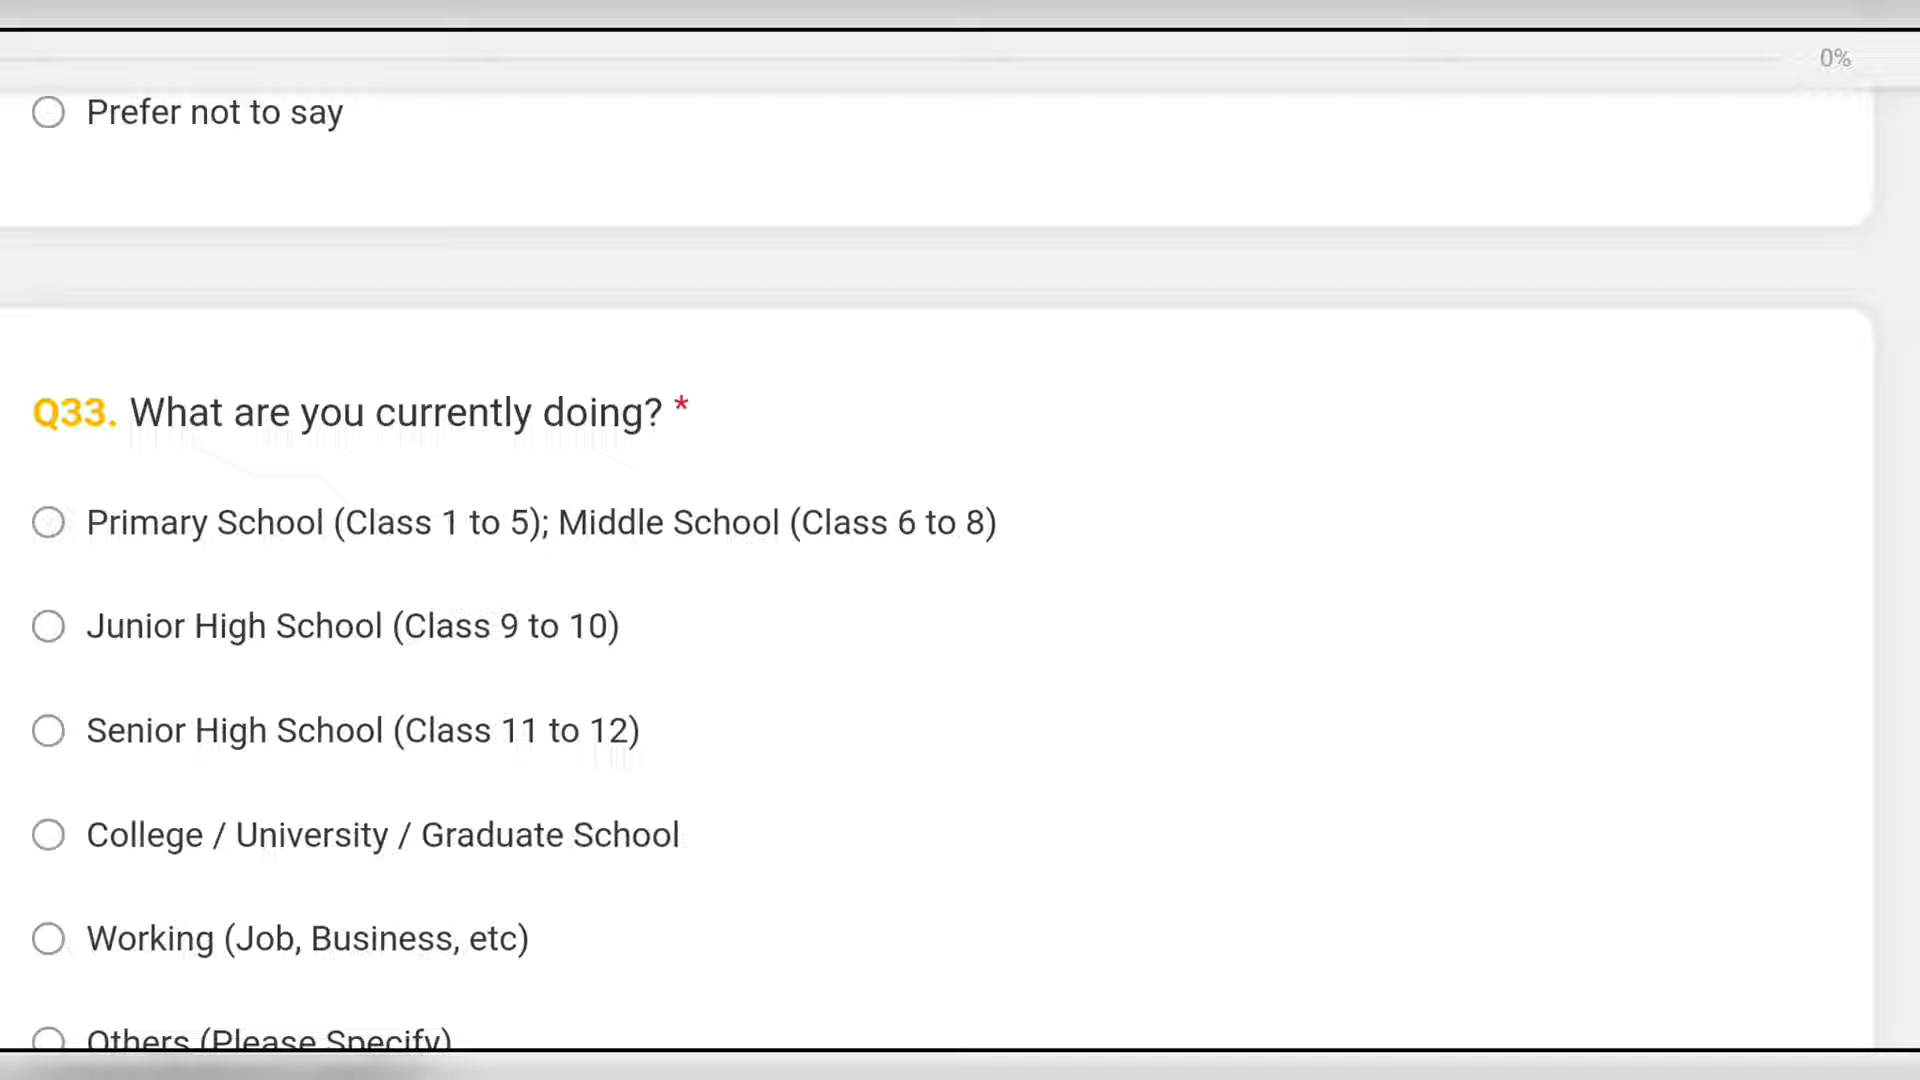 0%
Prefer not to say
Q33. What are you currently doing? *
Primary School (Class 1 to 5); Middle School (Class 6 to 8)
Junior High School (Class 9 to 10)
Senior High School (Class 11 to 12)
College / University / Graduate School
Working (Job, Business, etc)
Others (Please Specify)